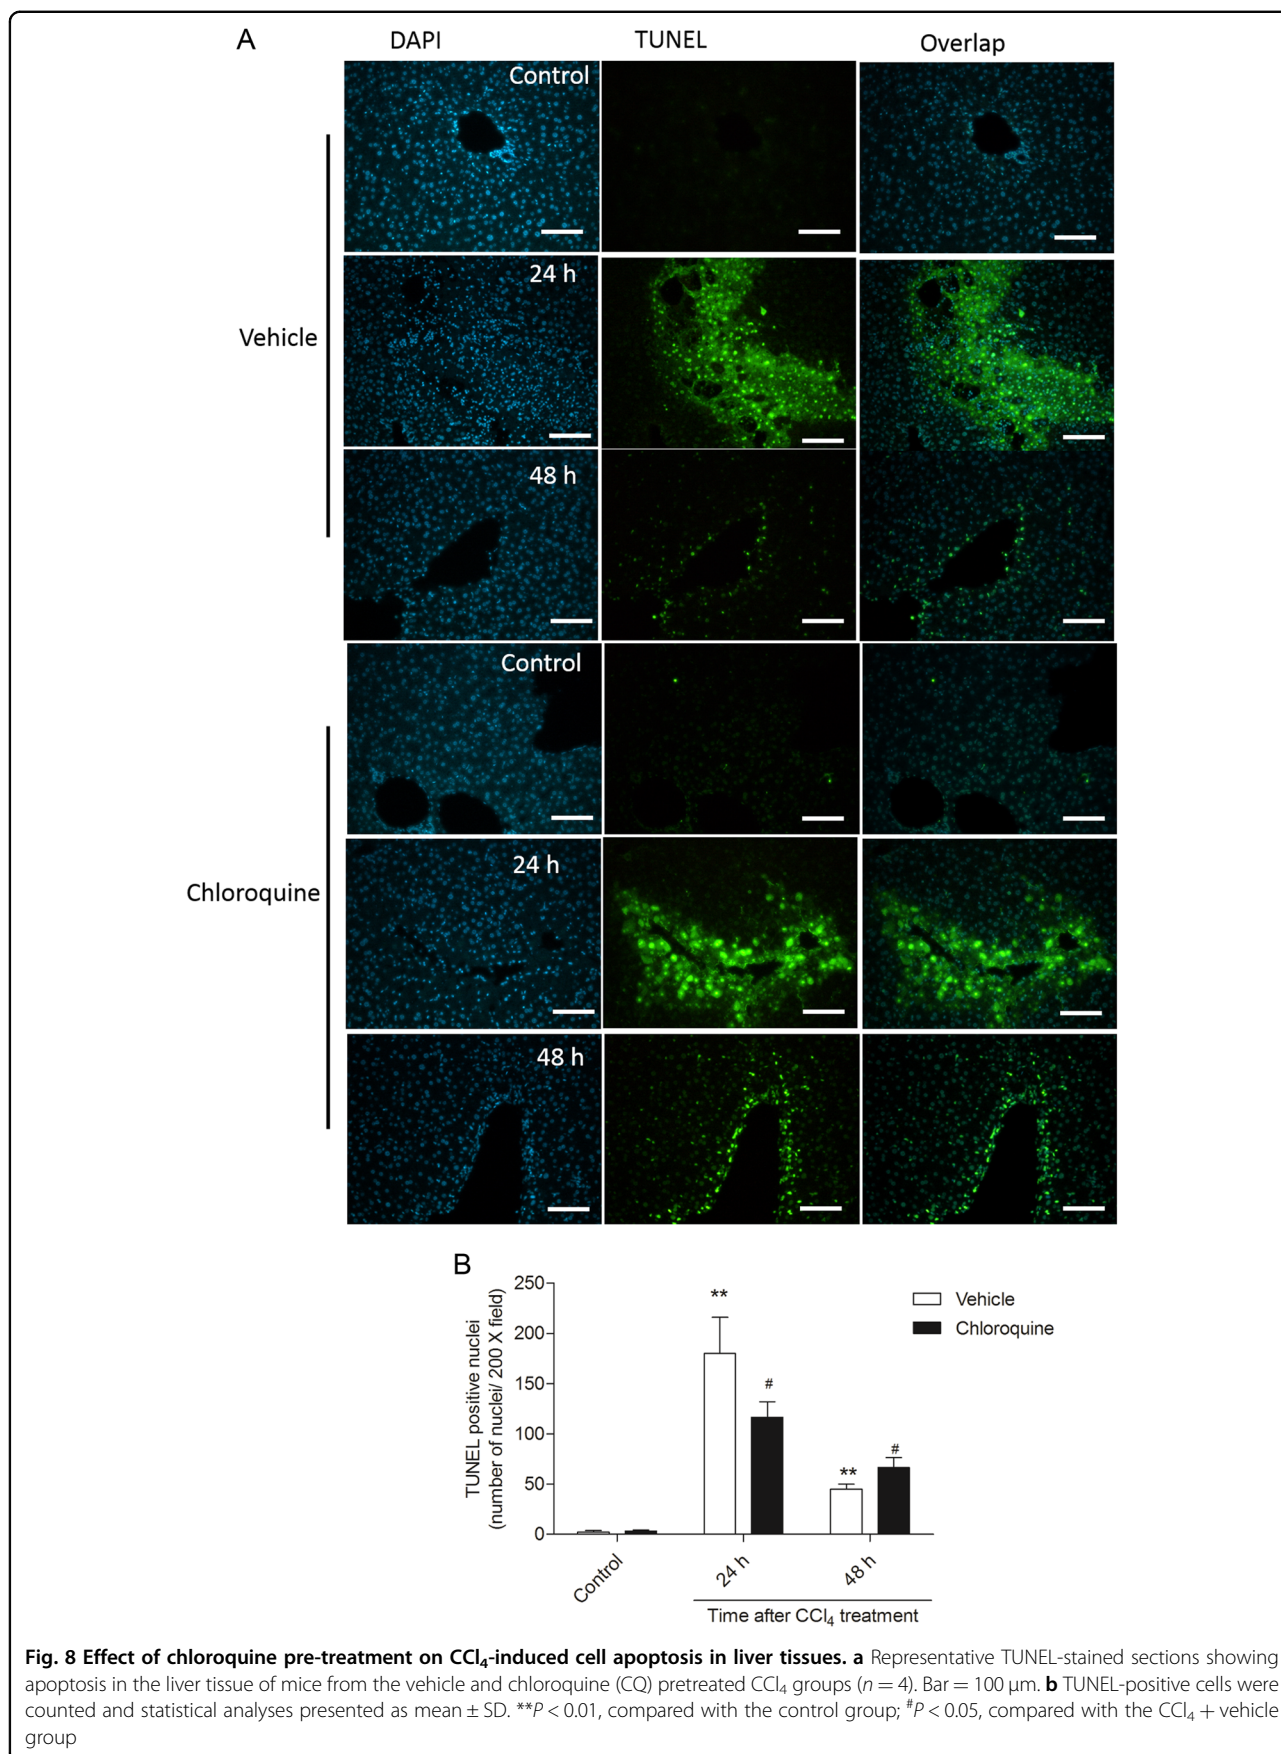 A
DAPI TUNEL Overlap
Control
24 h
Vehicle
48 h
Control
24 h
Chloroquine
48 h
B
TUNEL positive nuclei
(number of nuclei/ 200 X field)
250
200
150
100
50
0
**
#
**
#
Vehicle
Chloroquine
Control
24 h
48 h
Time after CCl₄ treatment
Fig. 8 Effect of chloroquine pre-treatment on CCl₄-induced cell apoptosis in liver tissues. a Representative TUNEL-stained sections showing
apoptosis in the liver tissue of mice from the vehicle and chloroquine (CQ) pretreated CCl₄ groups (n = 4). Bar = 100 µm. b TUNEL-positive cells were
counted and statistical analyses presented as mean ± SD. **P < 0.01, compared with the control group; #P < 0.05, compared with the CCl₄ + vehicle
group